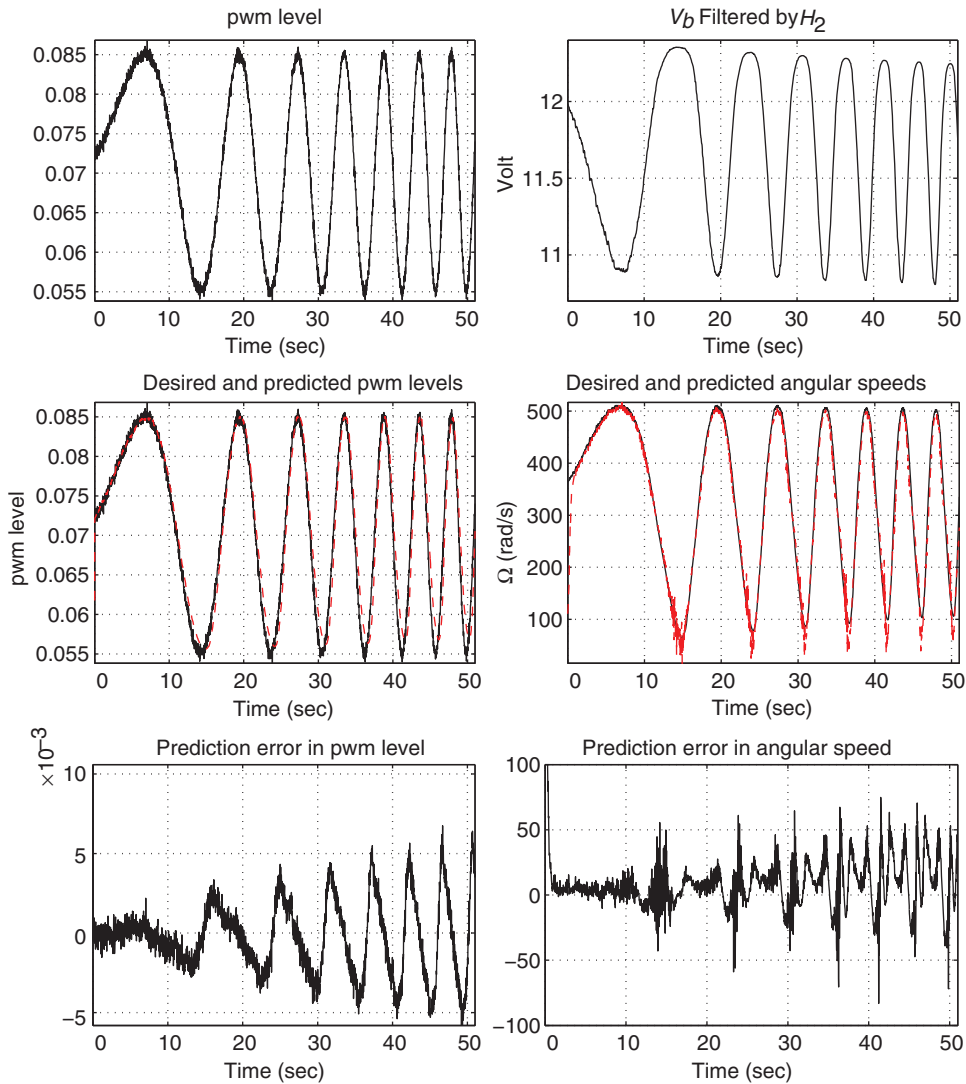 pwm level
0.085
0.08
0.075
0.07
0.065
0.06
0.055
0 10 20 30 40 50
Time (sec)
Vb Filtered by H2
Volt
12
11.5
11
0 10 20 30 40 50
Time (sec)
Desired and predicted pwm levels
pwm level
0.085
0.08
0.075
0.07
0.065
0.06
0.055
0 10 20 30 40 50
Time (sec)
Desired and predicted angular speeds
Ω (rad/s)
500
400
300
200
100
0 10 20 30 40 50
Time (sec)
Prediction error in pwm level
×10−3
10
5
0
−5
0 10 20 30 40 50
Time (sec)
Prediction error in angular speed
100
50
0
−50
−100
0 10 20 30 40 50
Time (sec)